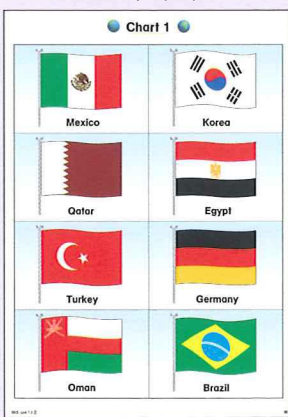 Chart 1
Mexico
Korea
Qatar
Egypt
Turkey
Germany
Oman
Brazil